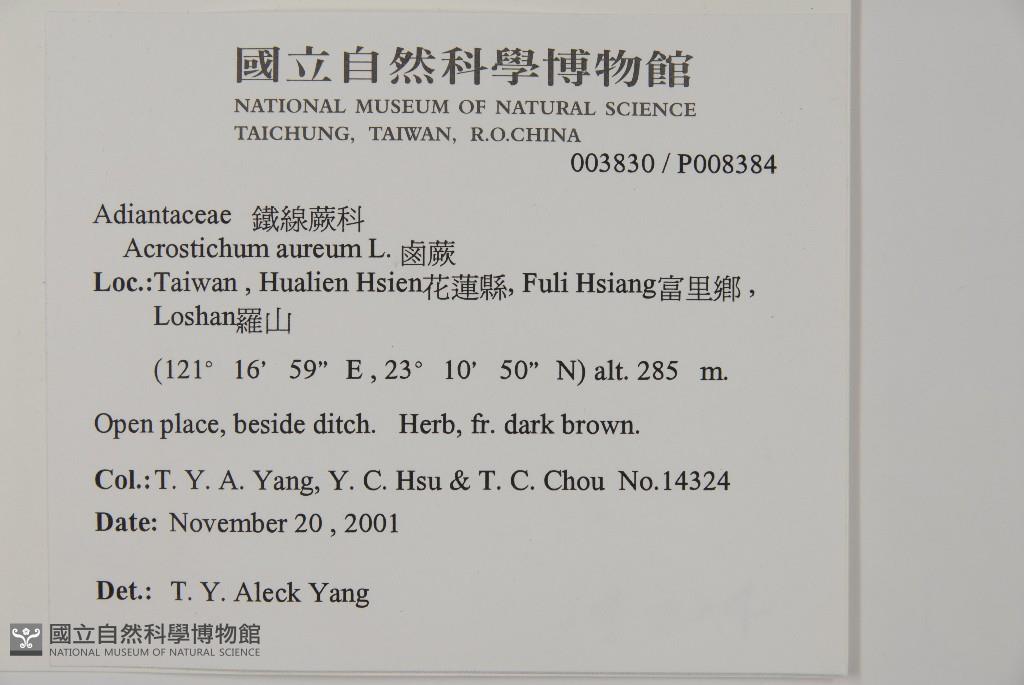 國立自然科學博物館
NATIONAL MUSEUM OF NATURAL SCIENCE
TAICHUNG, TAIWAN, R.O.CHINA
003830 / P008384
Adiantaceae 鐵線蕨科
Acrostichum aureum L. 鹵蕨
Loc.:Taiwan , Hualien Hsien花蓮縣, Fuli Hsiang富里鄉 ,
Loshan羅山
(121° 16’ 59” E , 23° 10’ 50” N) alt. 285 m.
Open place, beside ditch. Herb, fr. dark brown.
Col.:T. Y. A. Yang, Y. C. Hsu & T. C. Chou No.14324
Date: November 20 , 2001
Det.: T. Y. Aleck Yang
國立自然科學博物館
NATIONAL MUSEUM OF NATURAL SCIENCE